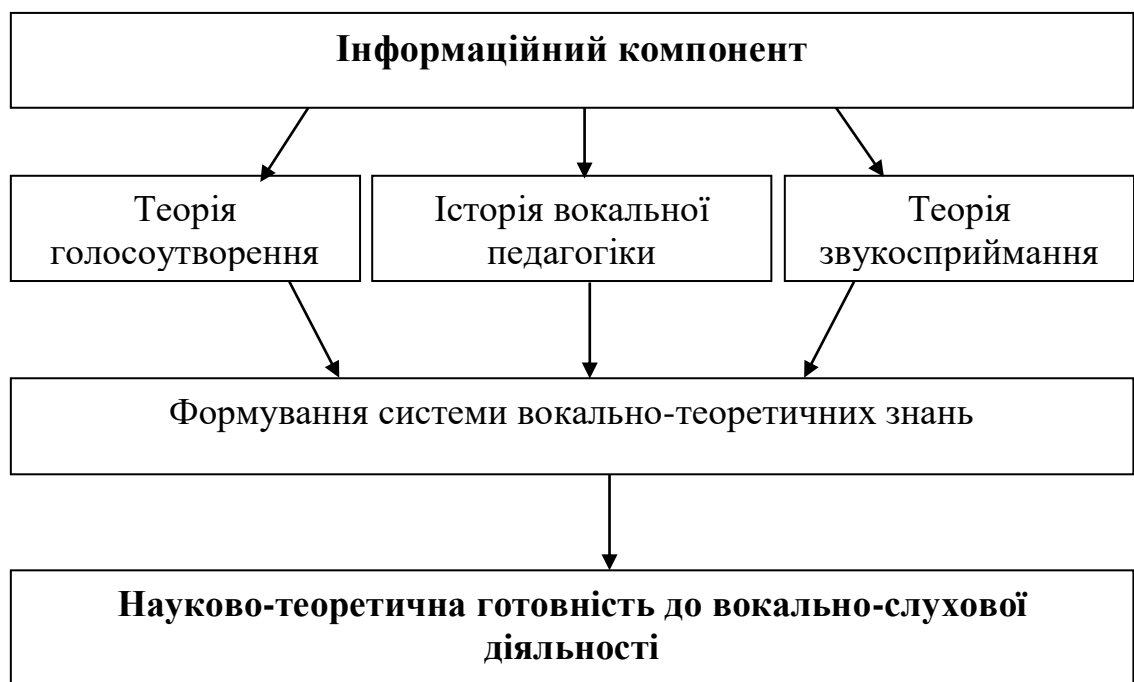 Інформаційний компонент
Теорія
голосоутворення
Історія вокальної
педагогіки
Теорія
звукосприймання
Формування системи вокально-теоретичних знань
Науково-теоретична готовність до вокально-слухової
діяльності